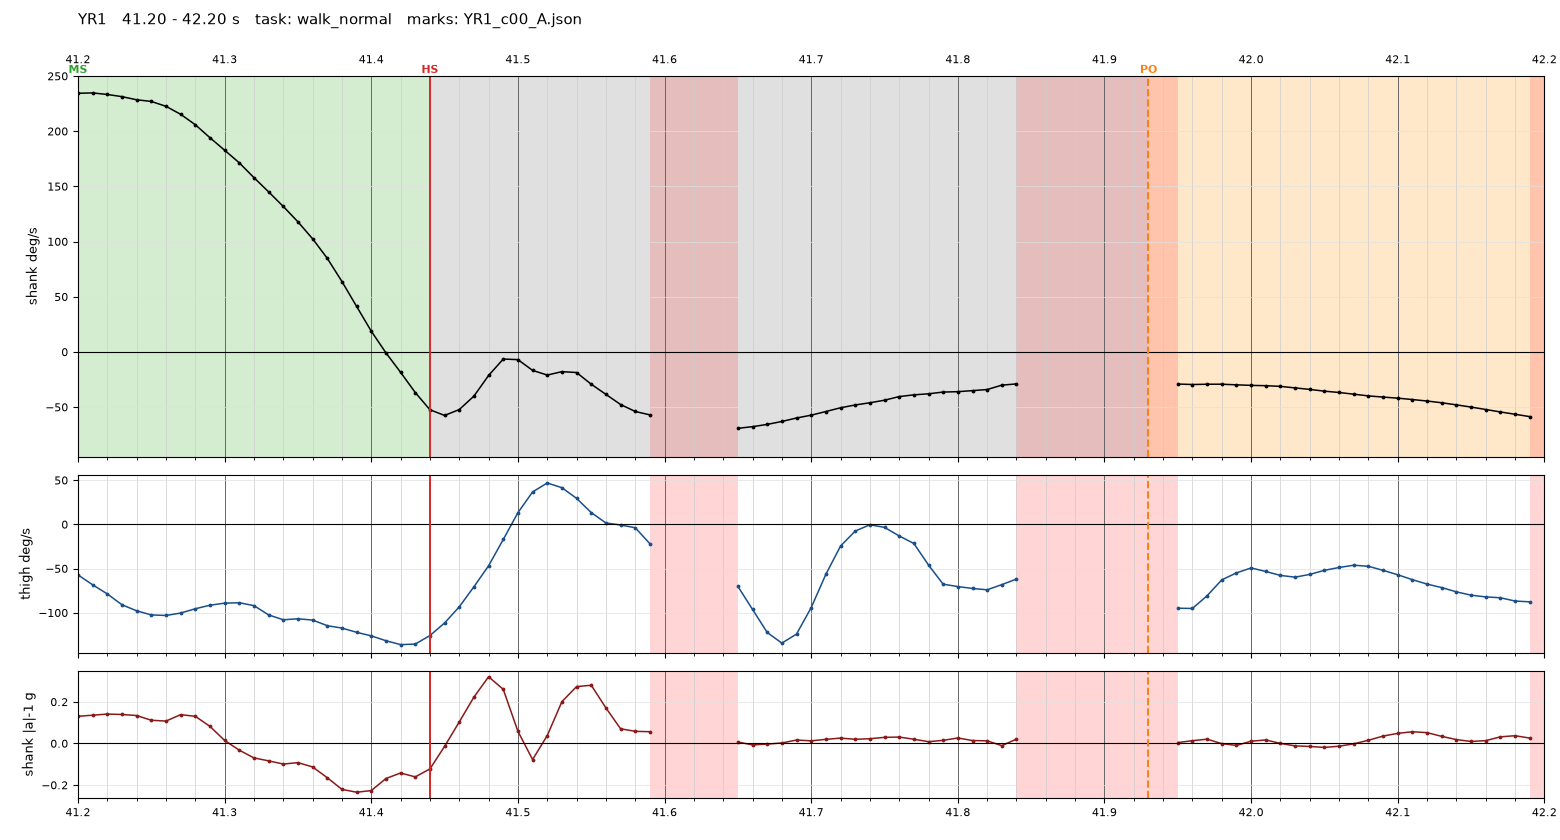 YR1   41.20 - 42.20 s   task: walk_normal   marks: YR1_c00_A.json
41.2 41.3 41.4 41.5 41.6 41.7 41.8 41.9 42.0 42.1 42.2
MS HS PO
250
200
150
100
50
0
−50
shank deg/s
50
0
−50
−100
thigh deg/s
0.2
0.0
−0.2
shank |a|-1 g
41.2 41.3 41.4 41.5 41.6 41.7 41.8 41.9 42.0 42.1 42.2